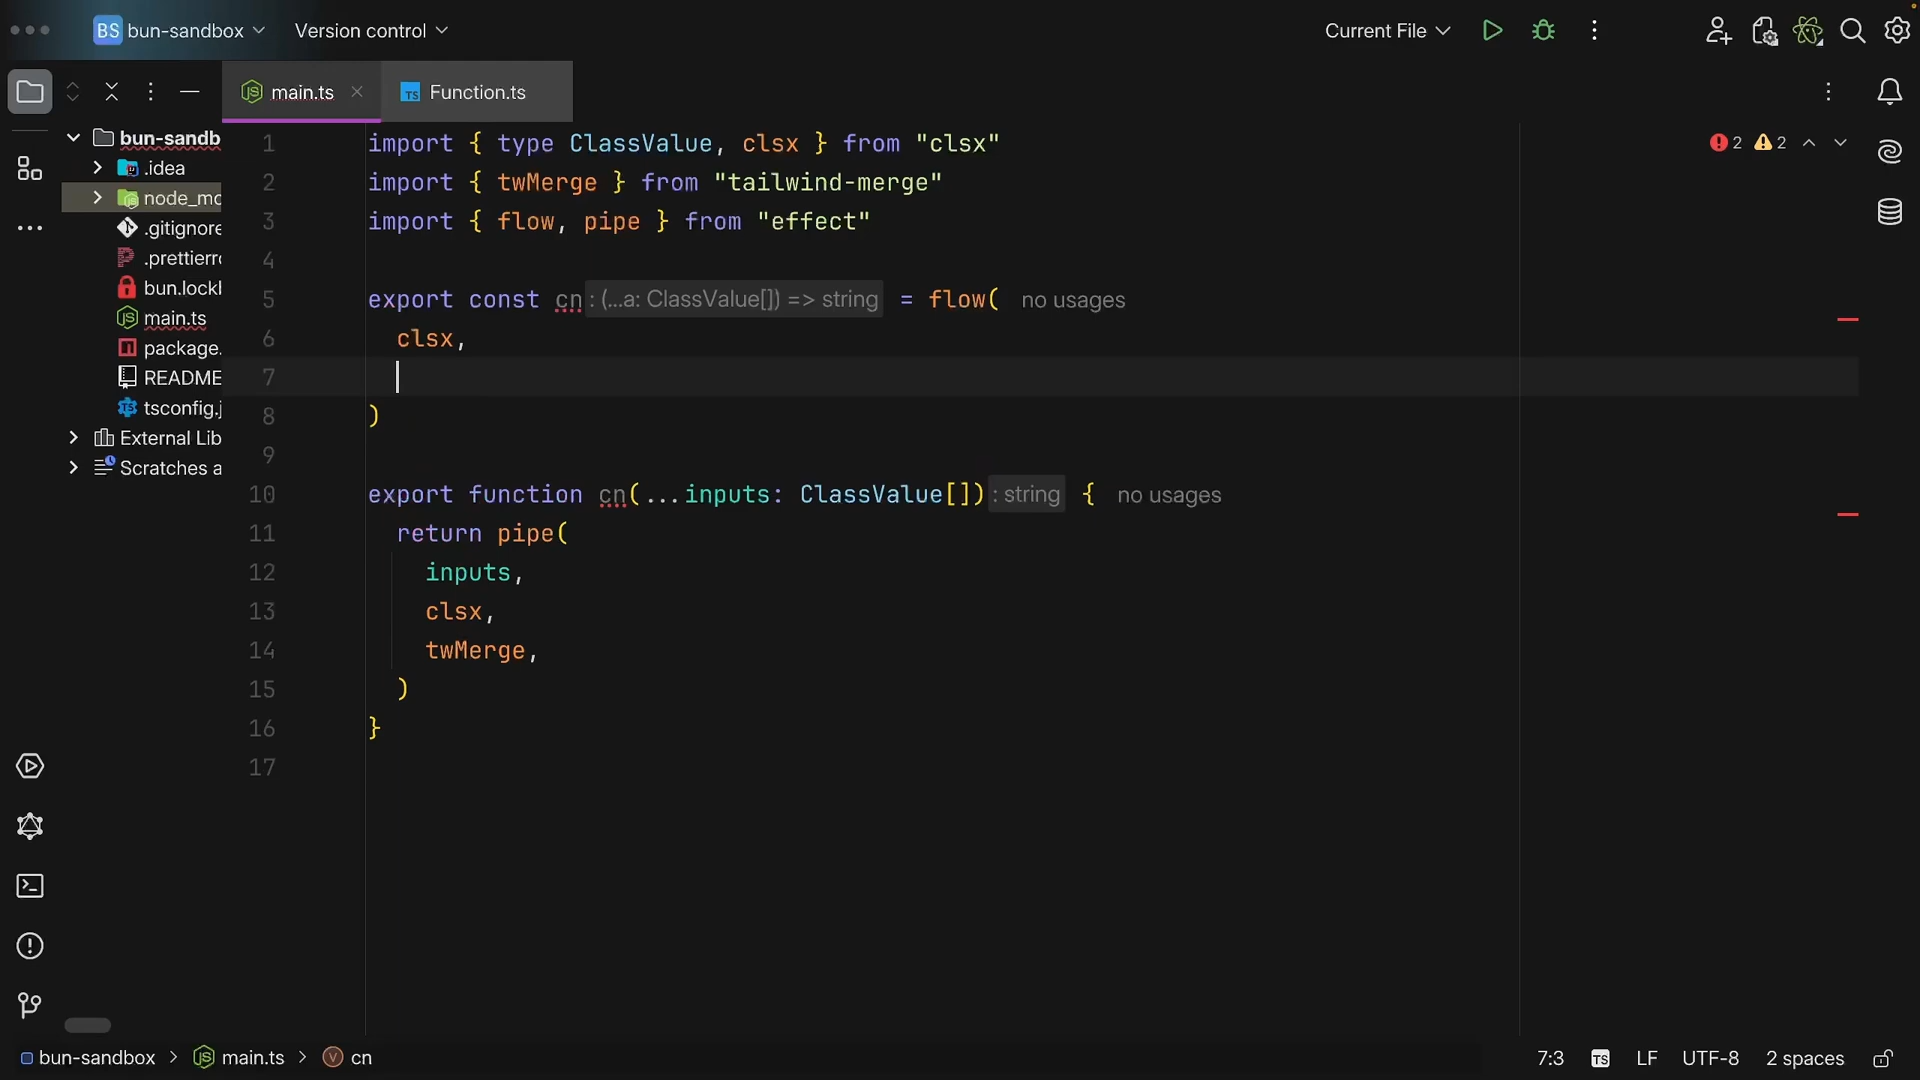 BS bun-sandbox Version control Current File
main.ts TS Function.ts
bun-sandb
.idea
node_mo
.gitignore
.prettierr
bun.lockl
main.ts
package.
README
tsconfig.j
External Lib
Scratches a
1 import { type ClassValue, clsx } from "clsx" 2 2
2 import { twMerge } from "tailwind-merge"
3 import { flow, pipe } from "effect"
4
5 export const cn : (...a: ClassValue[]) => string = flow( no usages
6 clsx,
7
8 )
9
10 export function cn(...inputs: ClassValue[]) : string { no usages
11 return pipe(
12 inputs,
13 clsx,
14 twMerge,
15 )
16 }
17
bun-sandbox > main.ts > V cn 7:3 TS LF UTF-8 2 spaces